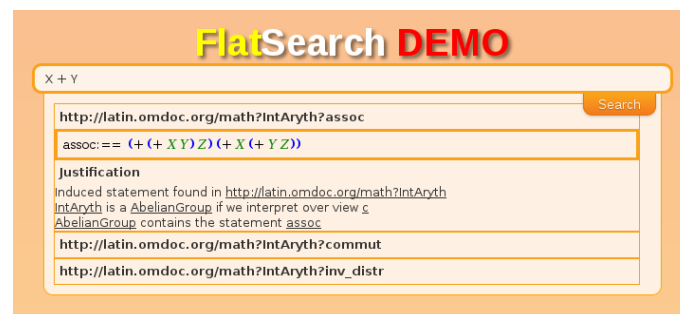 FlatSearch DEMO
X + Y
Search
http://latin.omdoc.org/math?IntAryth?assoc
assoc:== (+ (+ X Y) Z) (+ X (+ Y Z))
Justification
Induced statement found in http://latin.omdoc.org/math?IntAryth
IntAryth is a AbelianGroup if we interpret over view c
AbelianGroup contains the statement assoc
http://latin.omdoc.org/math?IntAryth?commut
http://latin.omdoc.org/math?IntAryth?inv_distr